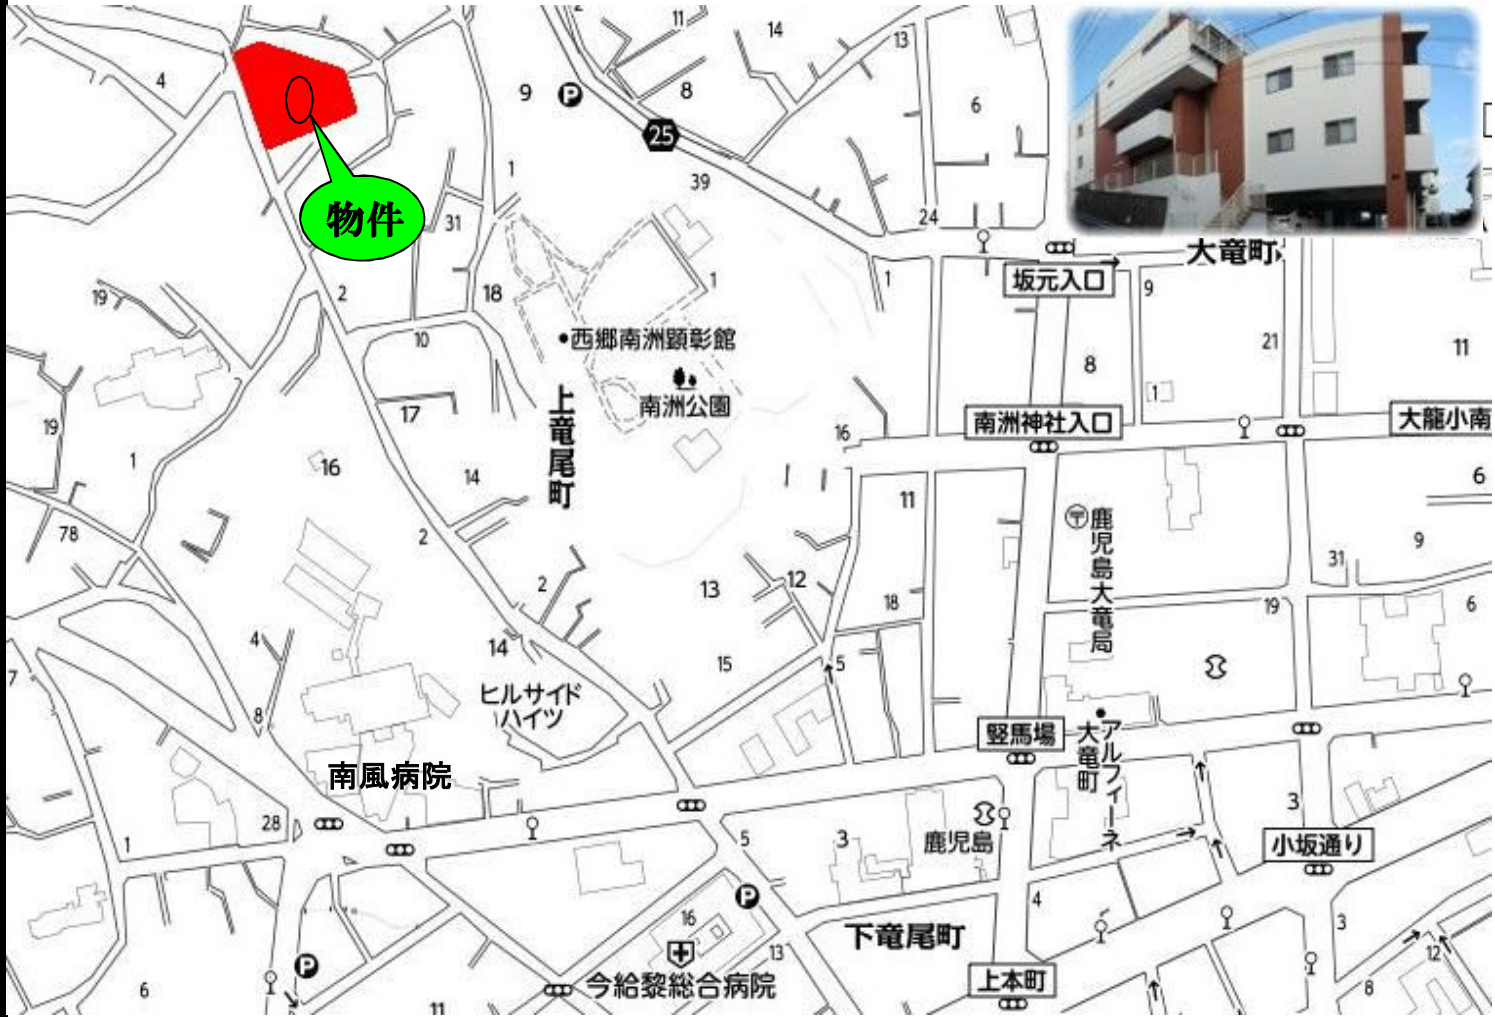 2
11
14
13
4
9
P
8
6
25
1
39
物件
31
24
大竜町
坂元入口
19
2
18
1
1
9
10
西郷南洲顕彰館
21
11
8
南洲公園
1
17
上竜尾町
南洲神社入口
大龍小南
19
16
1
16
14
6
11
鹿児島大竜局
78
2
9
31
2
13
12
18
19
6
4
14
15
5
7
ヒルサイド
ハイツ
8
竪馬場
アルフィーネ
大竜町
南風病院
3
28
1
5
3
鹿児島
小坂通り
P
4
16
3
下竜尾町
13
12
P
今給黎総合病院
上本町
6
11
8